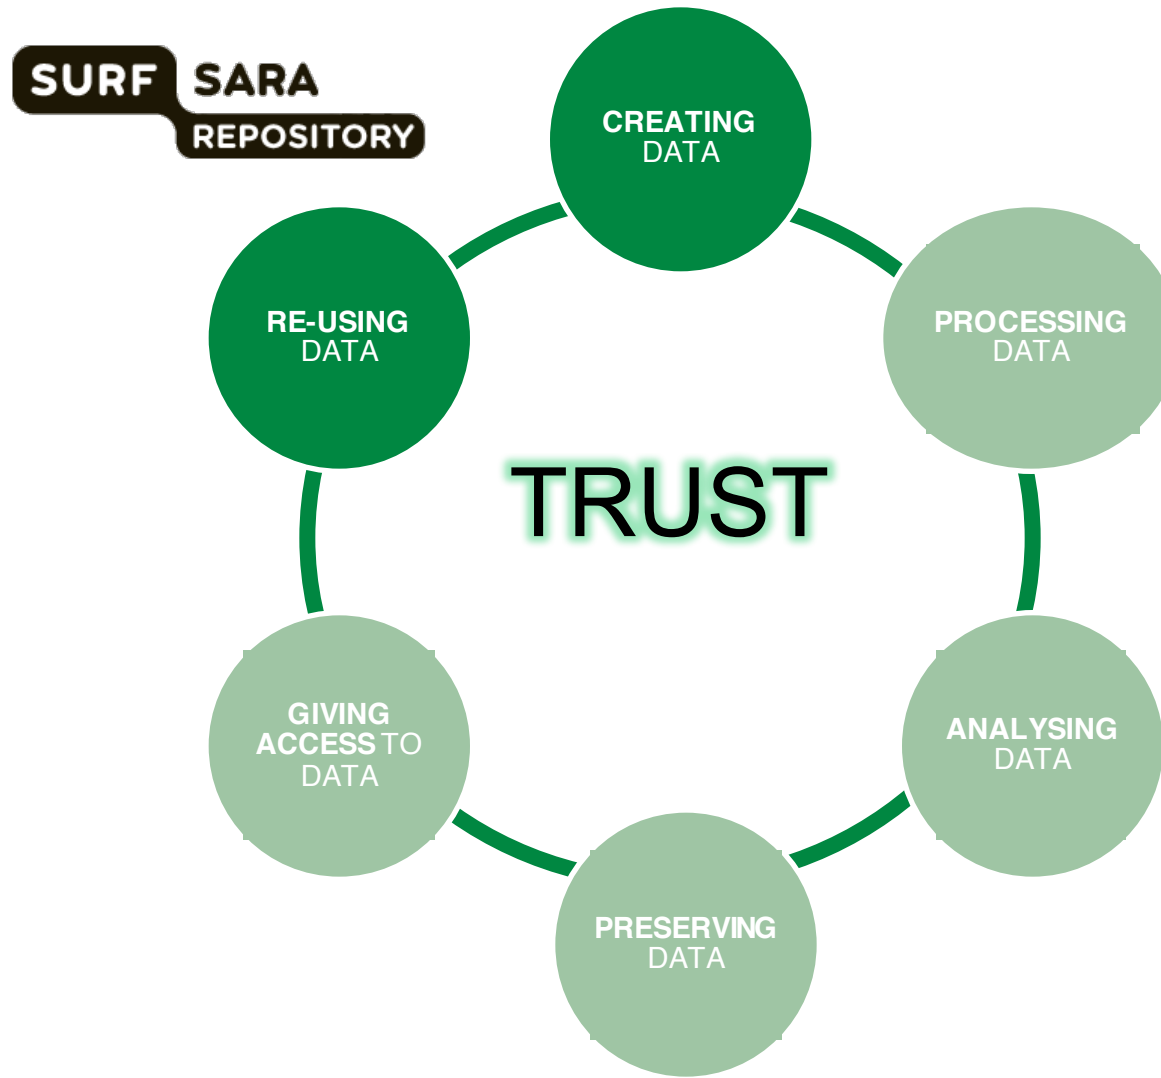 SURF SARA
REPOSITORY
CREATING
DATA
RE-USING
DATA
PROCESSING
DATA
TRUST
GIVING
ACCESS TO
DATA
ANALYSING
DATA
PRESERVING
DATA